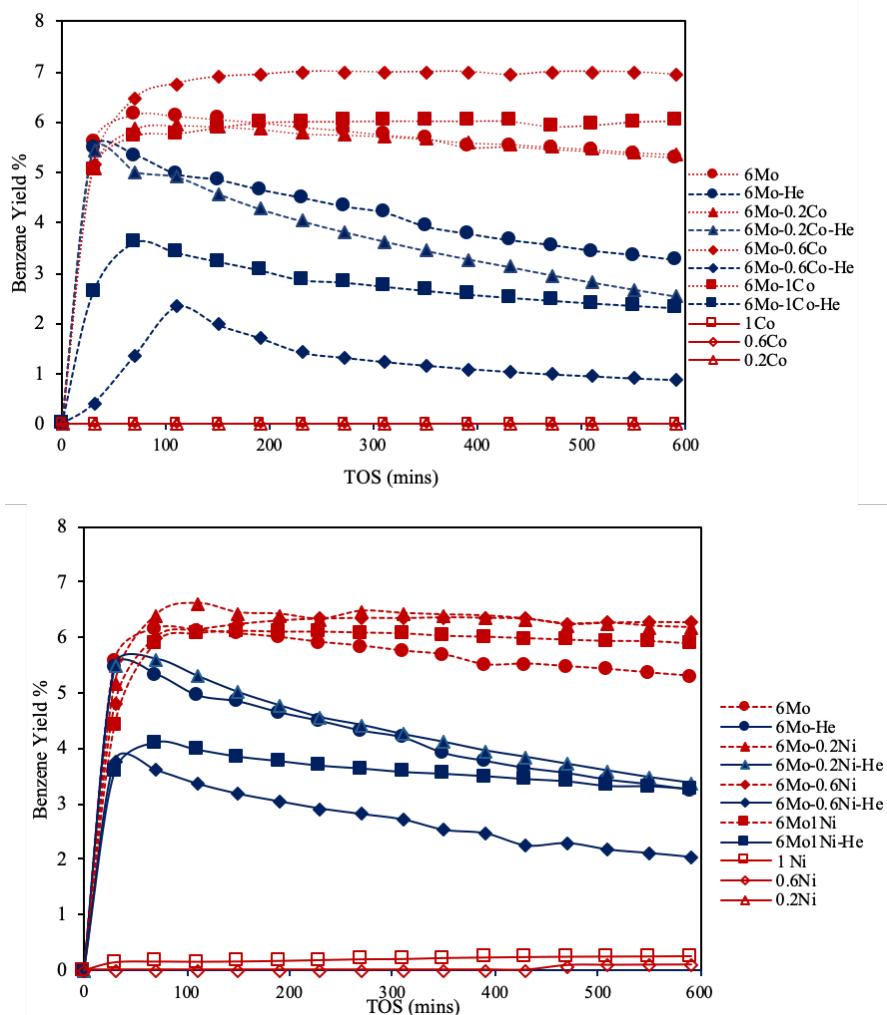 8
7
6
5
4
3
2
1
0
Benzene Yield %
0 100 200 300 400 500 600
TOS (mins)
6Mo
6Mo-He
6Mo-0.2Co
6Mo-0.2Co-He
6Mo-0.6Co
6Mo-0.6Co-He
6Mo-1Co
6Mo-1Co-He
1Co
0.6Co
0.2Co
8
7
6
5
4
3
2
1
0
Benzene Yield %
0 100 200 300 400 500 600
TOS (mins)
6Mo
6Mo-He
6Mo-0.2Ni
6Mo-0.2Ni-He
6Mo-0.6Ni
6Mo-0.6Ni-He
6Mo1Ni
6Mo1Ni-He
1 Ni
0.6Ni
0.2Ni